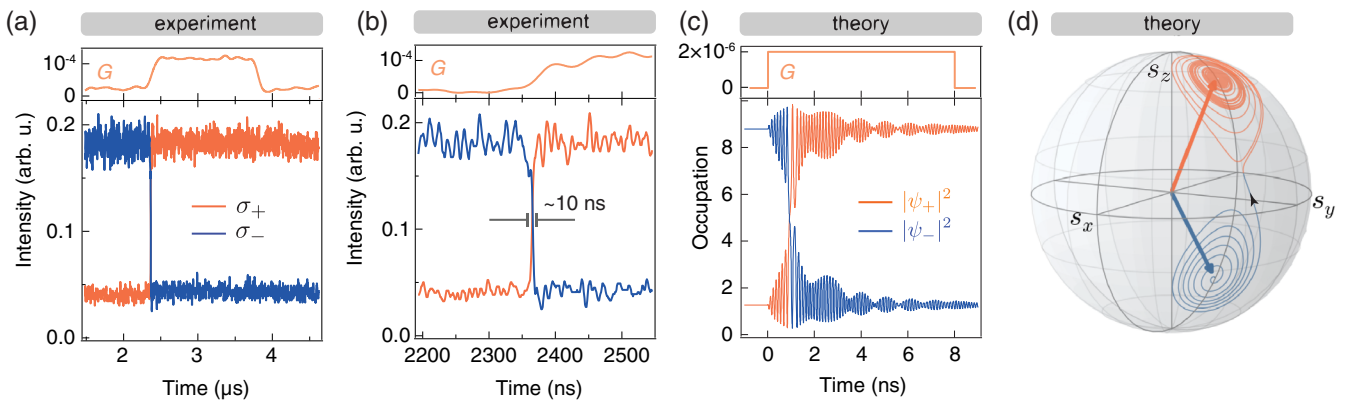 (a) experiment
10⁻⁴
G
0
0.2
0.1
0.0
Intensity (arb. u.)
σ₊
σ₋
2 3 4
Time (μs)
(b) experiment
10⁻⁴
G
0
0.2
0.1
0.0
Intensity (arb. u.)
~10 ns
2200 2300 2400 2500
Time (ns)
(c) theory
2×10⁻⁶
G
0
8
6
4
2
0
Occupation
|ψ₊|²
|ψ₋|²
0 2 4 6 8
Time (ns)
(d) theory
s_z
s_x
s_y